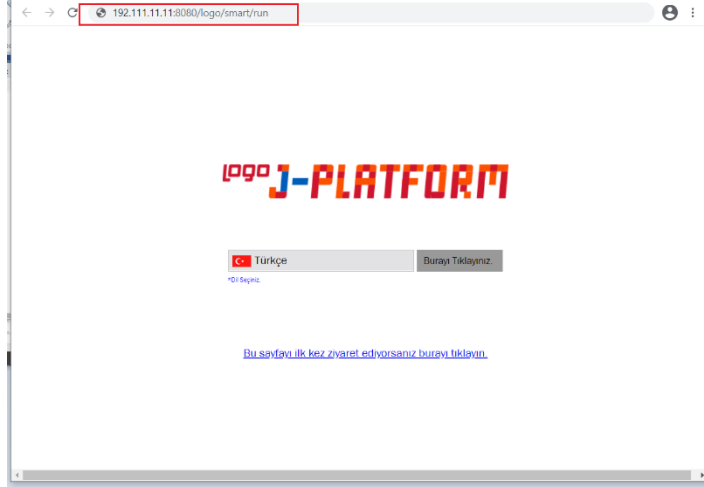 192.111.11.11:8080/logo/smart/run
LOGO J-PLATFORM
Türkçe
Burayı Tıklayınız.
*Dil Seçiniz.
Bu sayfayı ilk kez ziyaret ediyorsanız burayı tıklayın.